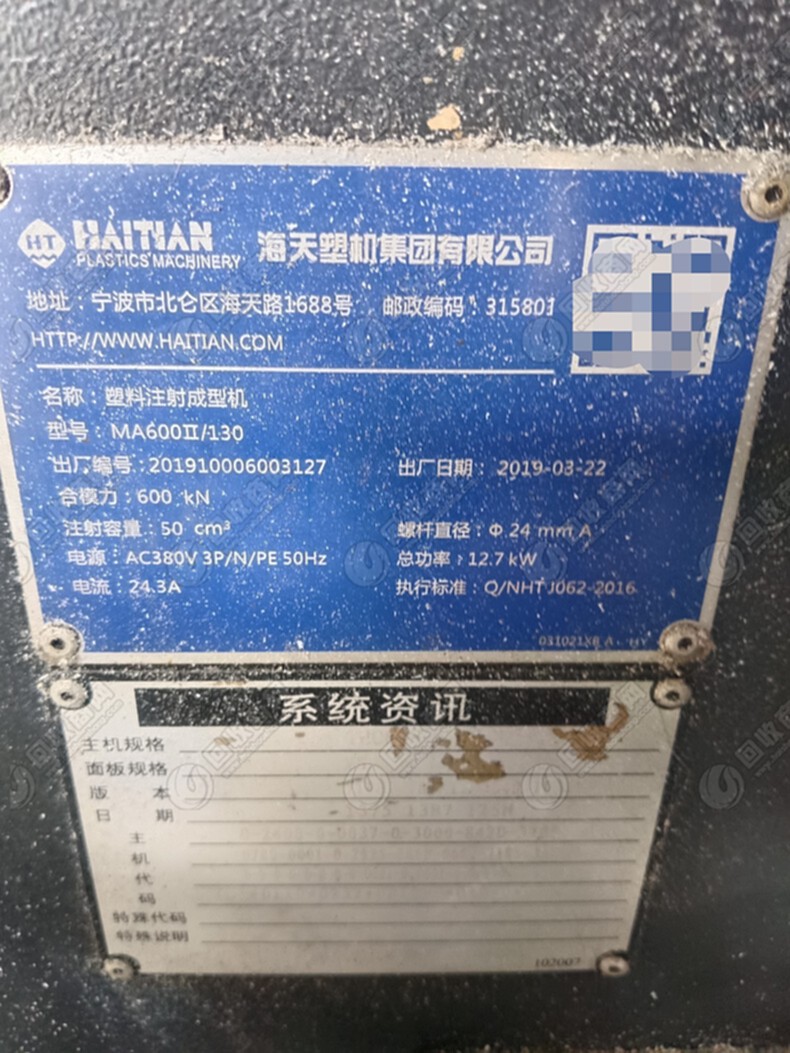 HT HAITIAN 海天塑机集团有限公司
PLASTICS MACHINERY
地址：宁波市北仑区海天路1688号 邮政编码：315801
HTTP://WWW.HAITIAN.COM
名称：塑料注射成型机
型号：MA600Ⅱ/130
出厂编号：201910006003127 出厂日期：2019-03-22
合模力：600 kN
注射容量：50 cm³ 螺杆直径：Φ 24 mm A
电源：AC380V 3P/N/PE 50Hz 总功率：12.7 kW
电流：24.3A 执行标准：Q/NHTJ062-2016
系统资讯
主机规格
面板规格
版 本
日 期
主
机
代
码
特殊代码
特殊说明
102007
回收商网